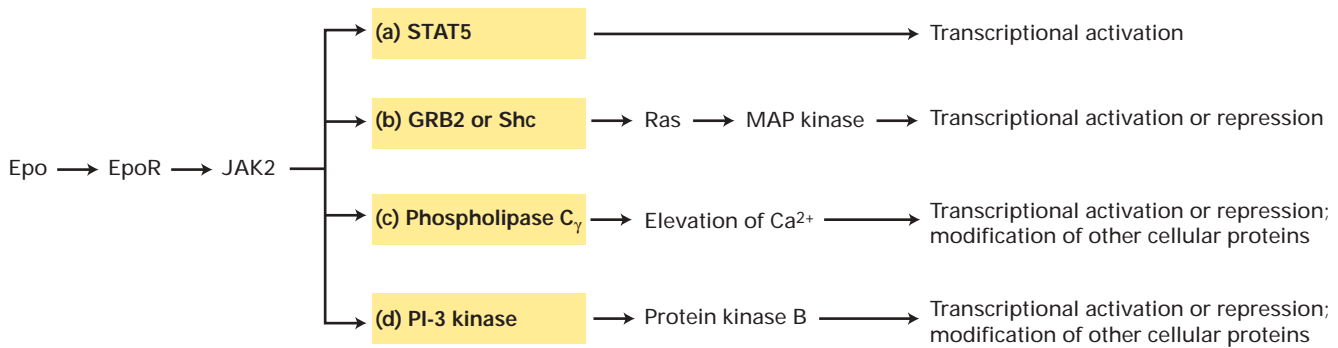 (a) STAT5 Transcriptional activation
(b) GRB2 or Shc Ras MAP kinase Transcriptional activation or repression
Epo EpoR JAK2
(c) Phospholipase Cγ Elevation of Ca²⁺ Transcriptional activation or repression;
modification of other cellular proteins
(d) PI-3 kinase Protein kinase B Transcriptional activation or repression;
modification of other cellular proteins